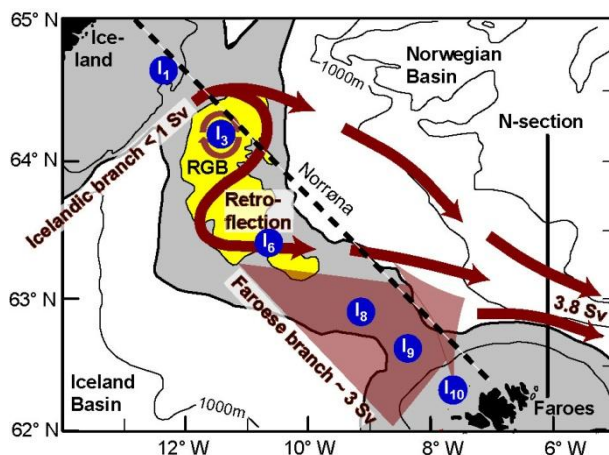 65°N
64°N
63°N
62°N
12°W
10°W
8°W
6°W
Ice-
land
I1
1000m
Norwegian
Basin
N-section
Icelandic branch < 1 Sv
I3
RGB
Norrøna
Retro-
flection
I6
3.8 Sv
Faroese branch ~ 3 Sv
I8
I9
I10
Iceland
Basin
1000m
Faroes